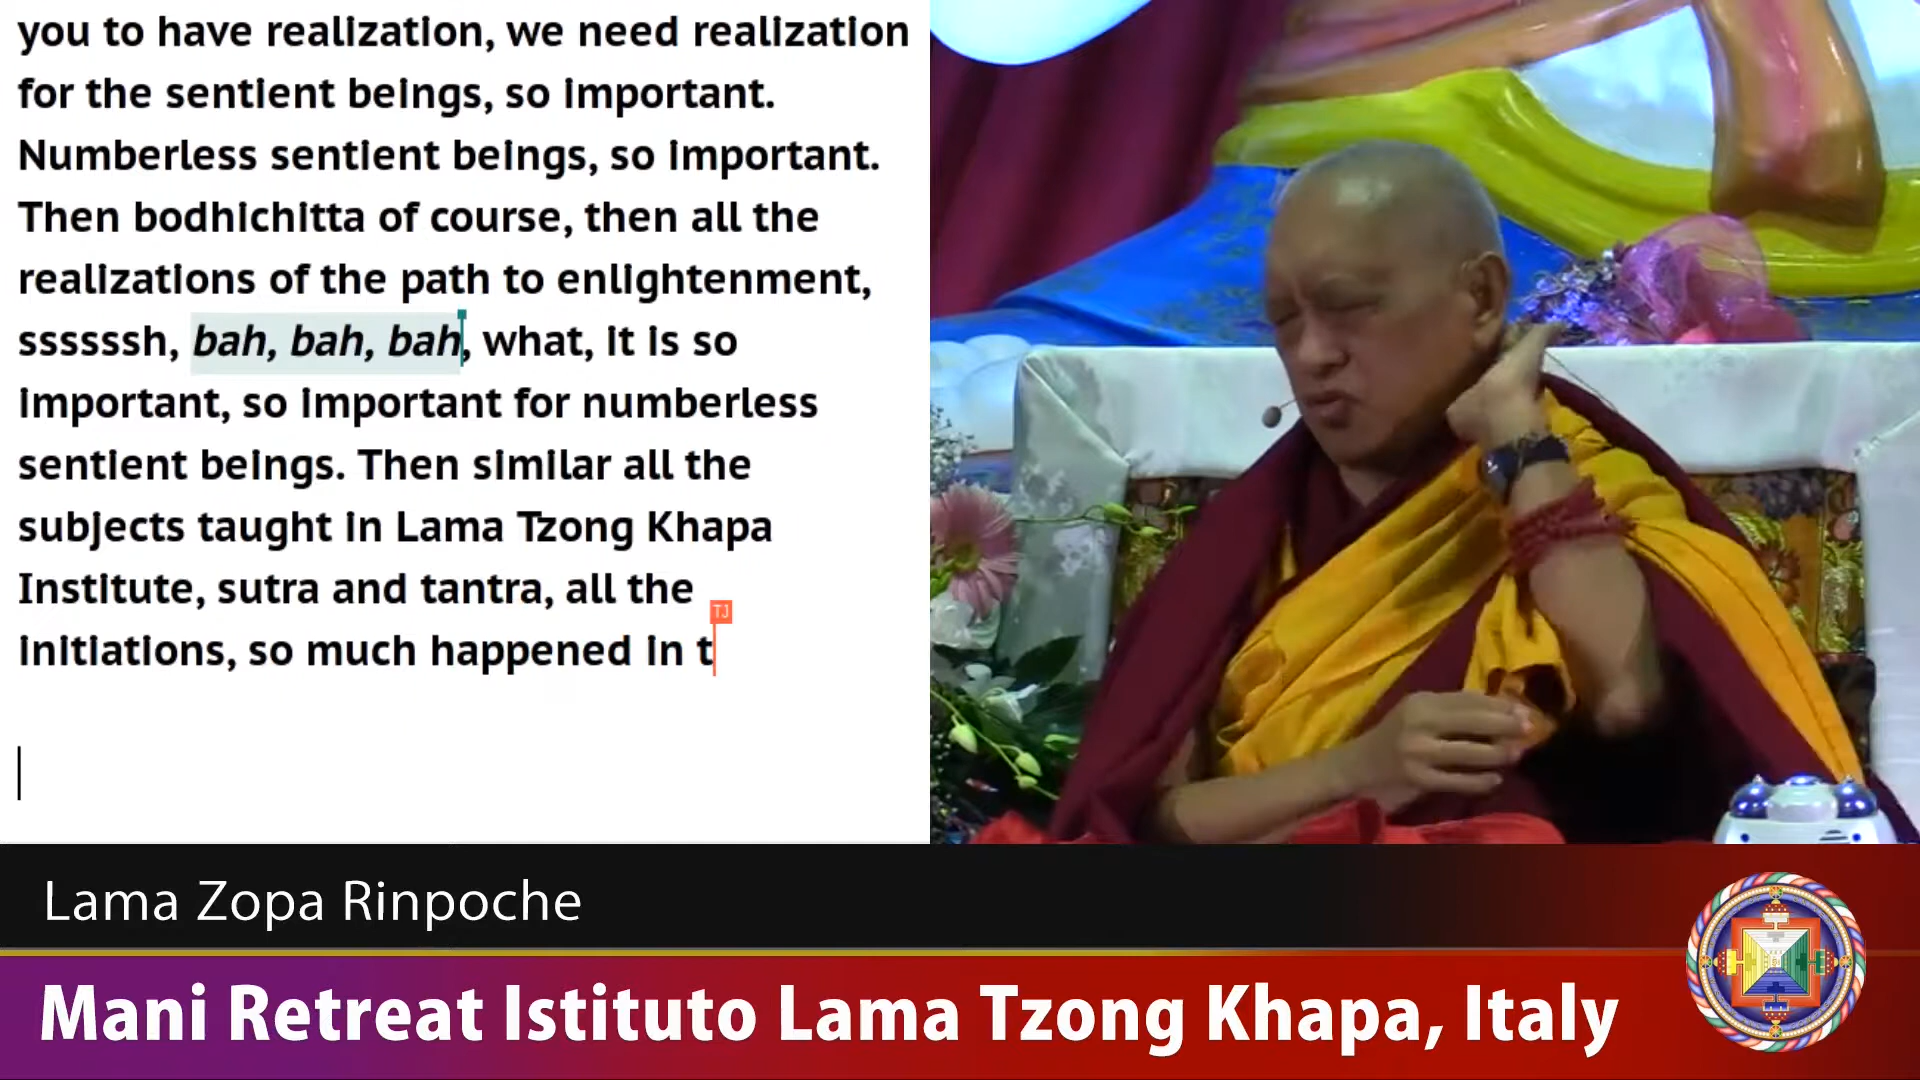 you to have realization, we need realization
for the sentient beings, so important.
Numberless sentient beings, so important.
Then bodhichitta of course, then all the
realizations of the path to enlightenment,
ssssssh, bah, bah, bah, what, it is so
important, so important for numberless
sentient beings. Then similar all the
subjects taught in Lama Tzong Khapa
Institute, sutra and tantra, all the
TJ
initiations, so much happened in t
Lama Zopa Rinpoche
Mani Retreat Istituto Lama Tzong Khapa, Italy